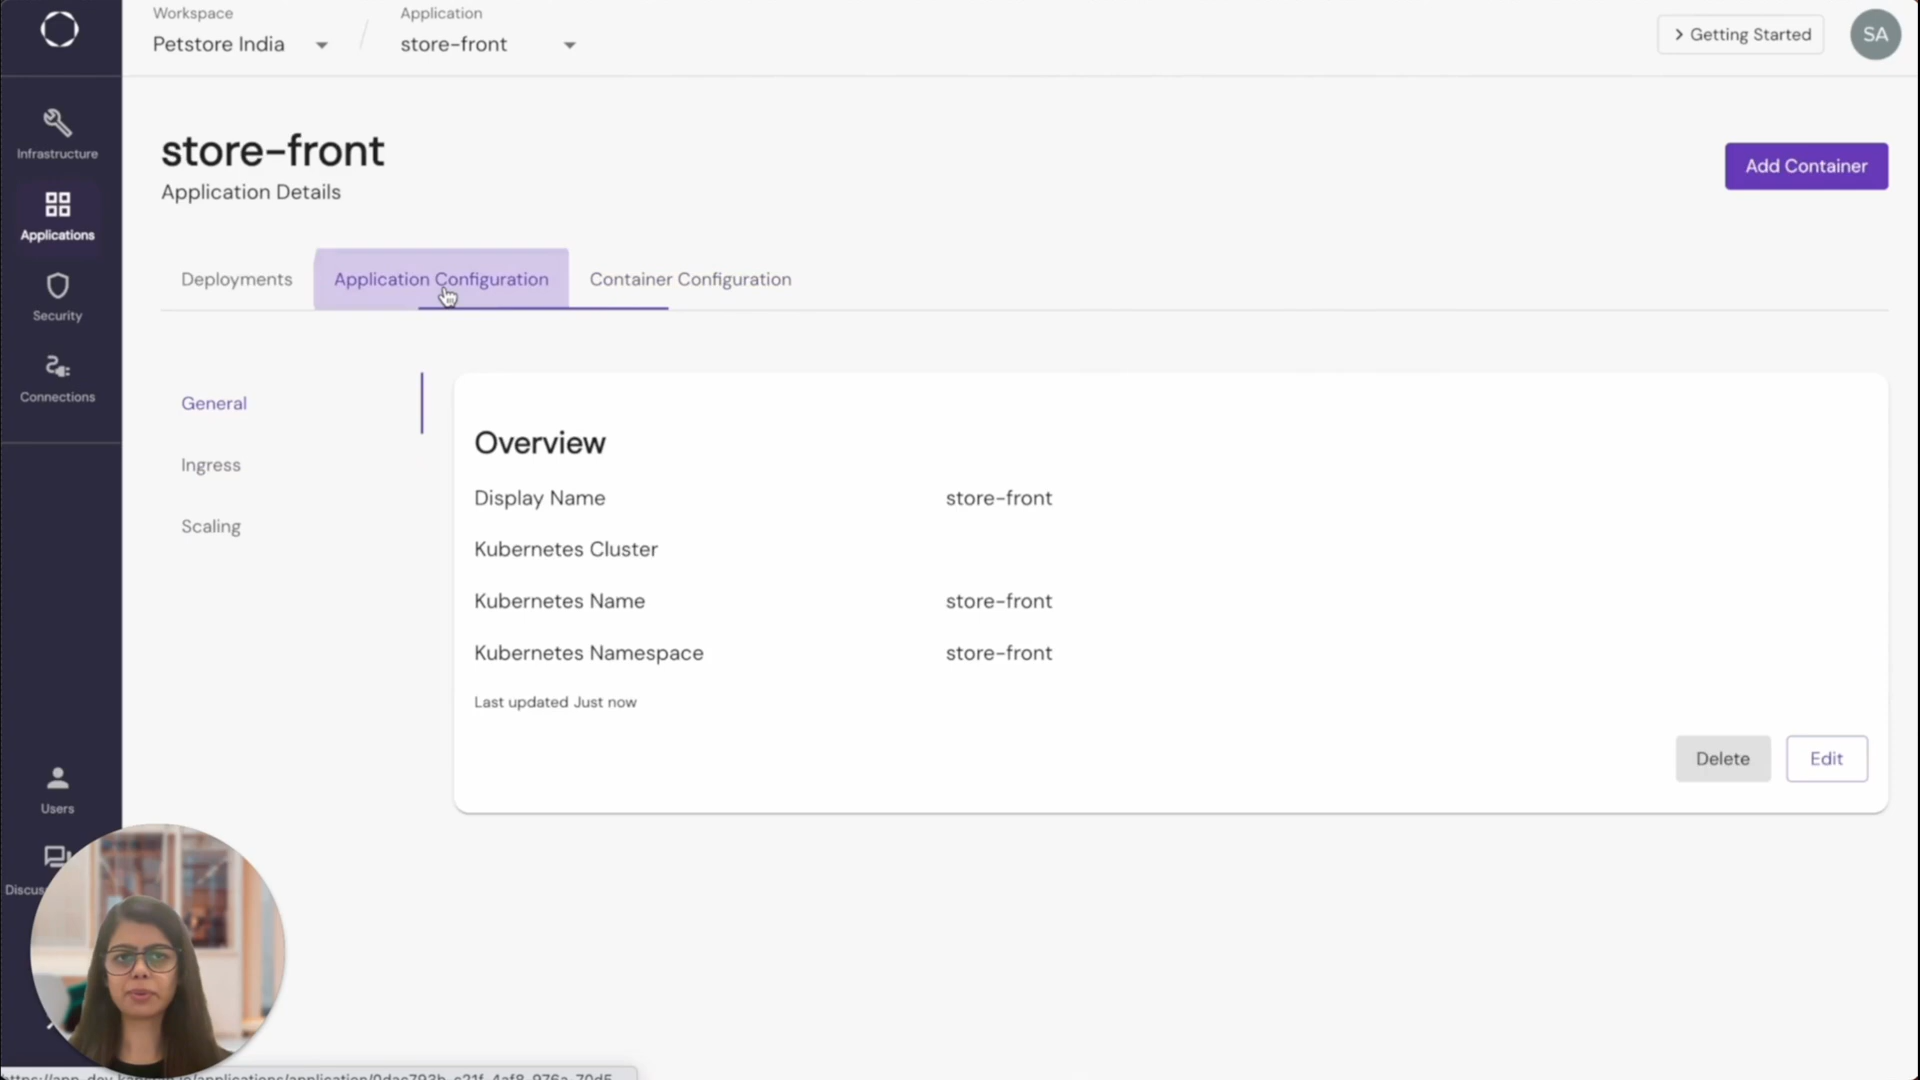 Workspace
Petstore India
Application
store-front
Getting Started
SA
Infrastructure
Applications
Security
Connections
Users
store-front
Application Details
Add Container
Deployments
Application Configuration
Container Configuration
General
Ingress
Scaling
Overview
Display Name store-front
Kubernetes Cluster
Kubernetes Name store-front
Kubernetes Namespace store-front
Last updated Just now
Delete
Edit